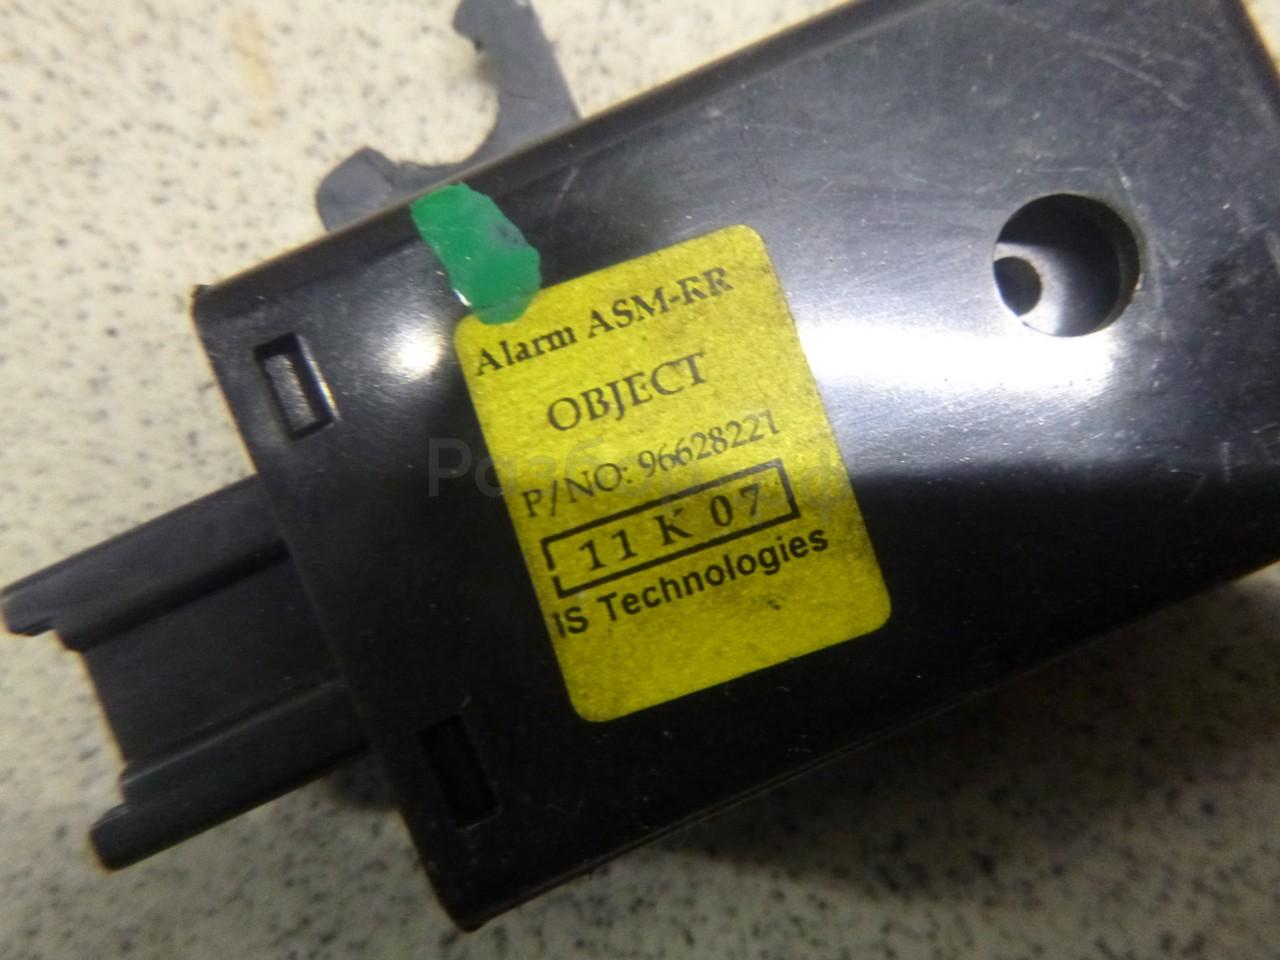 Alarm ASM-RR
OBJECT
P/NO: 96628221
11 K 07
IS Technologies